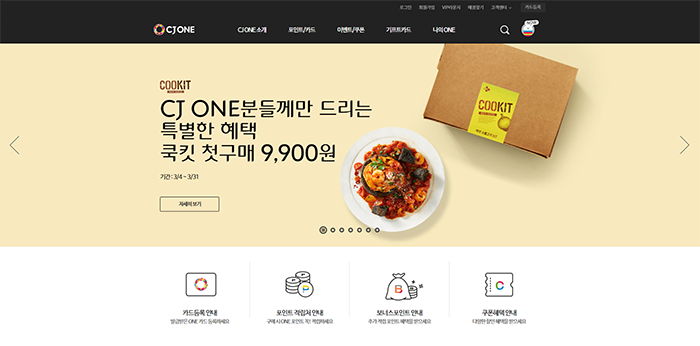 로그인 회원가입 VIP라운지 제휴찾기 고객센터 카드등록
CJ ONE
CJ ONE 소개 포인트/카드 이벤트/쿠폰 기프트카드 나의 ONE
COOKIT
CJ ONE분들께만 드리는
특별한 혜택
쿡킷 첫구매 9,900원
기간 : 3/4 ~ 3/31
자세히 보기
COOKIT
카드등록 안내
발급받은 ONE 카드 등록하세요
포인트 적립처 안내
구매 시 ONE 포인트 적립하세요
보너스포인트 안내
추가 적립 포인트 혜택을 받으세요
쿠폰혜택 안내
다양한 할인 혜택을 받으세요